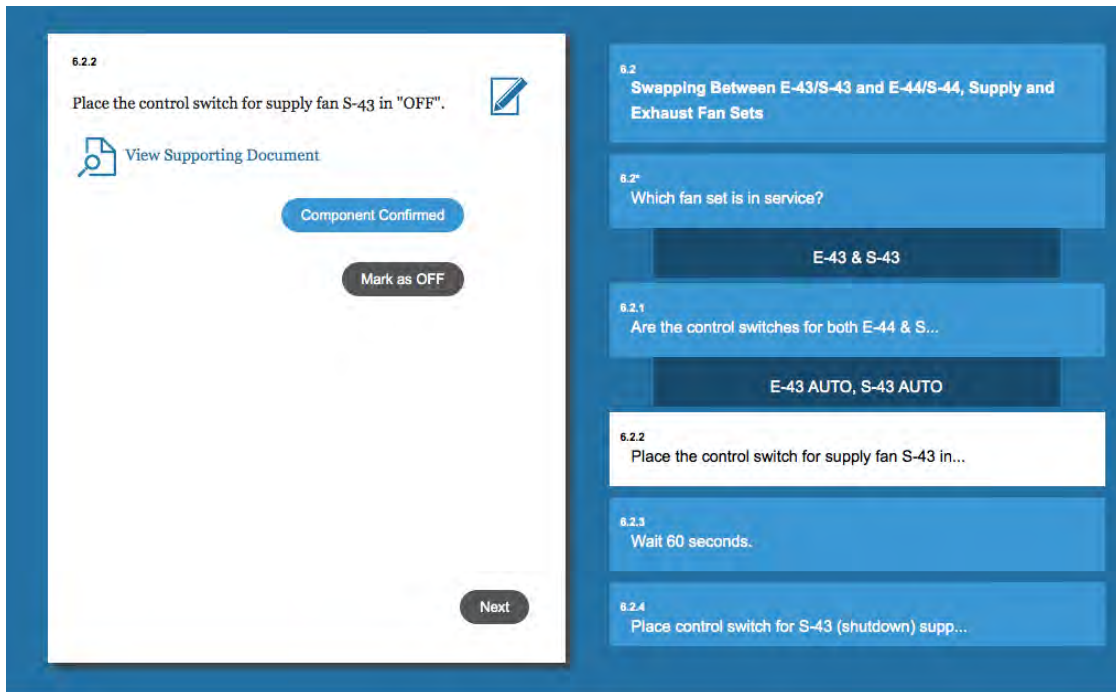 6.2.2
Place the control switch for supply fan S-43 in "OFF".
View Supporting Document
Component Confirmed
Mark as OFF
Next
6.2
Swapping Between E-43/S-43 and E-44/S-44, Supply and
Exhaust Fan Sets
6.2*
Which fan set is in service?
E-43 & S-43
6.2.1
Are the control switches for both E-44 & S...
E-43 AUTO, S-43 AUTO
6.2.2
Place the control switch for supply fan S-43 in...
6.2.3
Wait 60 seconds.
6.2.4
Place control switch for S-43 (shutdown) supp...